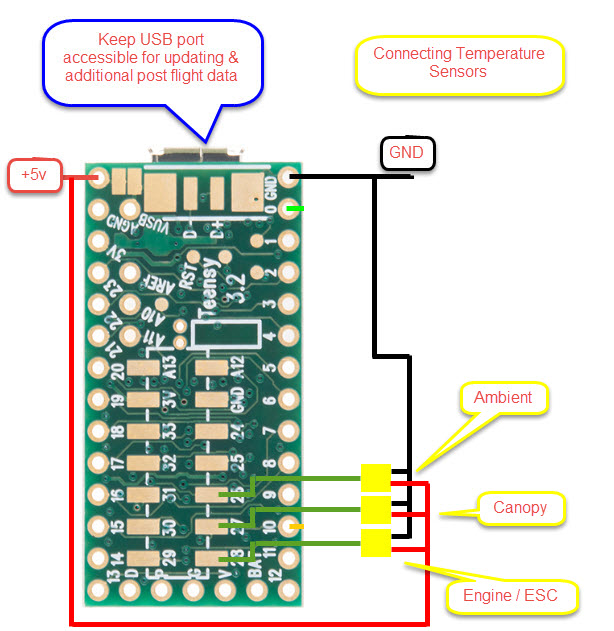 Keep USB port
accessible for updating &
additional post flight data
Connecting Temperature
Sensors
GND
+5v
GND
0
1
2
3
4
5
6
7
8
9
10
11
12
VUSB
AGND
3V
23
22
21
20
19
18
17
16
15
14
13
D-
D+
RST
AREF
A10
A11
Teensy
3.2
A13
A12
3V
GND
33
24
32
25
31
26
30
27
29
28
D
P
G
V
BAT
Ambient
Canopy
Engine / ESC